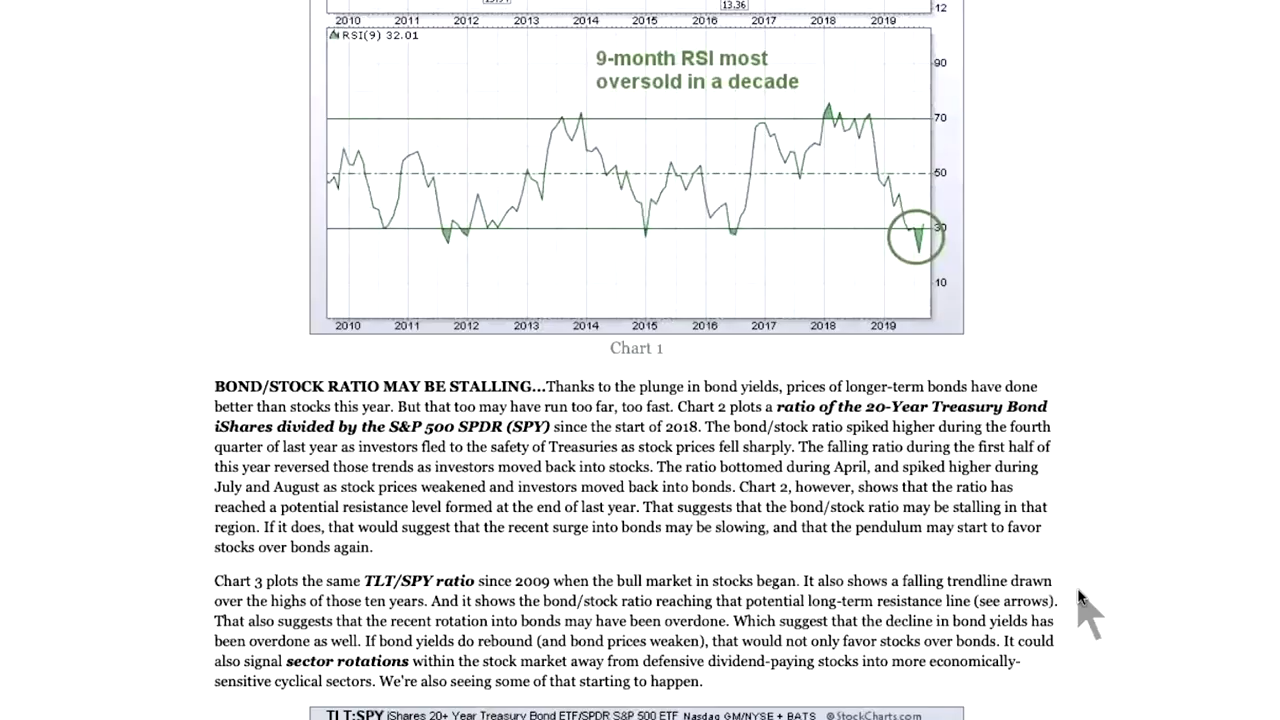 13.36
12
2010 2011 2012 2013 2014 2015 2016 2017 2018 2019
RSI(9) 32.01
9-month RSI most
oversold in a decade
90
70
50
30
10
2010 2011 2012 2013 2014 2015 2016 2017 2018 2019
Chart 1
BOND/STOCK RATIO MAY BE STALLING...Thanks to the plunge in bond yields, prices of longer-term bonds have done
better than stocks this year. But that too may have run too far, too fast. Chart 2 plots a ratio of the 20-Year Treasury Bond
iShares divided by the S&P 500 SPDR (SPY) since the start of 2018. The bond/stock ratio spiked higher during the fourth
quarter of last year as investors fled to the safety of Treasuries as stock prices fell sharply. The falling ratio during the first half of
this year reversed those trends as investors moved back into stocks. The ratio bottomed during April, and spiked higher during
July and August as stock prices weakened and investors moved back into bonds. Chart 2, however, shows that the ratio has
reached a potential resistance level formed at the end of last year. That suggests that the bond/stock ratio may be stalling in that
region. If it does, that would suggest that the recent surge into bonds may be slowing, and that the pendulum may start to favor
stocks over bonds again.
Chart 3 plots the same TLT/SPY ratio since 2009 when the bull market in stocks began. It also shows a falling trendline drawn
over the highs of those ten years. And it shows the bond/stock ratio reaching that potential long-term resistance line (see arrows).
That also suggests that the recent rotation into bonds may have been overdone. Which suggest that the decline in bond yields has
been overdone as well. If bond yields do rebound (and bond prices weaken), that would not only favor stocks over bonds. It could
also signal sector rotations within the stock market away from defensive dividend-paying stocks into more economically-
sensitive cyclical sectors. We're also seeing some of that starting to happen.
TLT:SPY iShares 20+ Year Treasury Bond ETF/SPDR S&P 500 ETF Nasdaq GM/NYSE + BATS @StockCharts.com